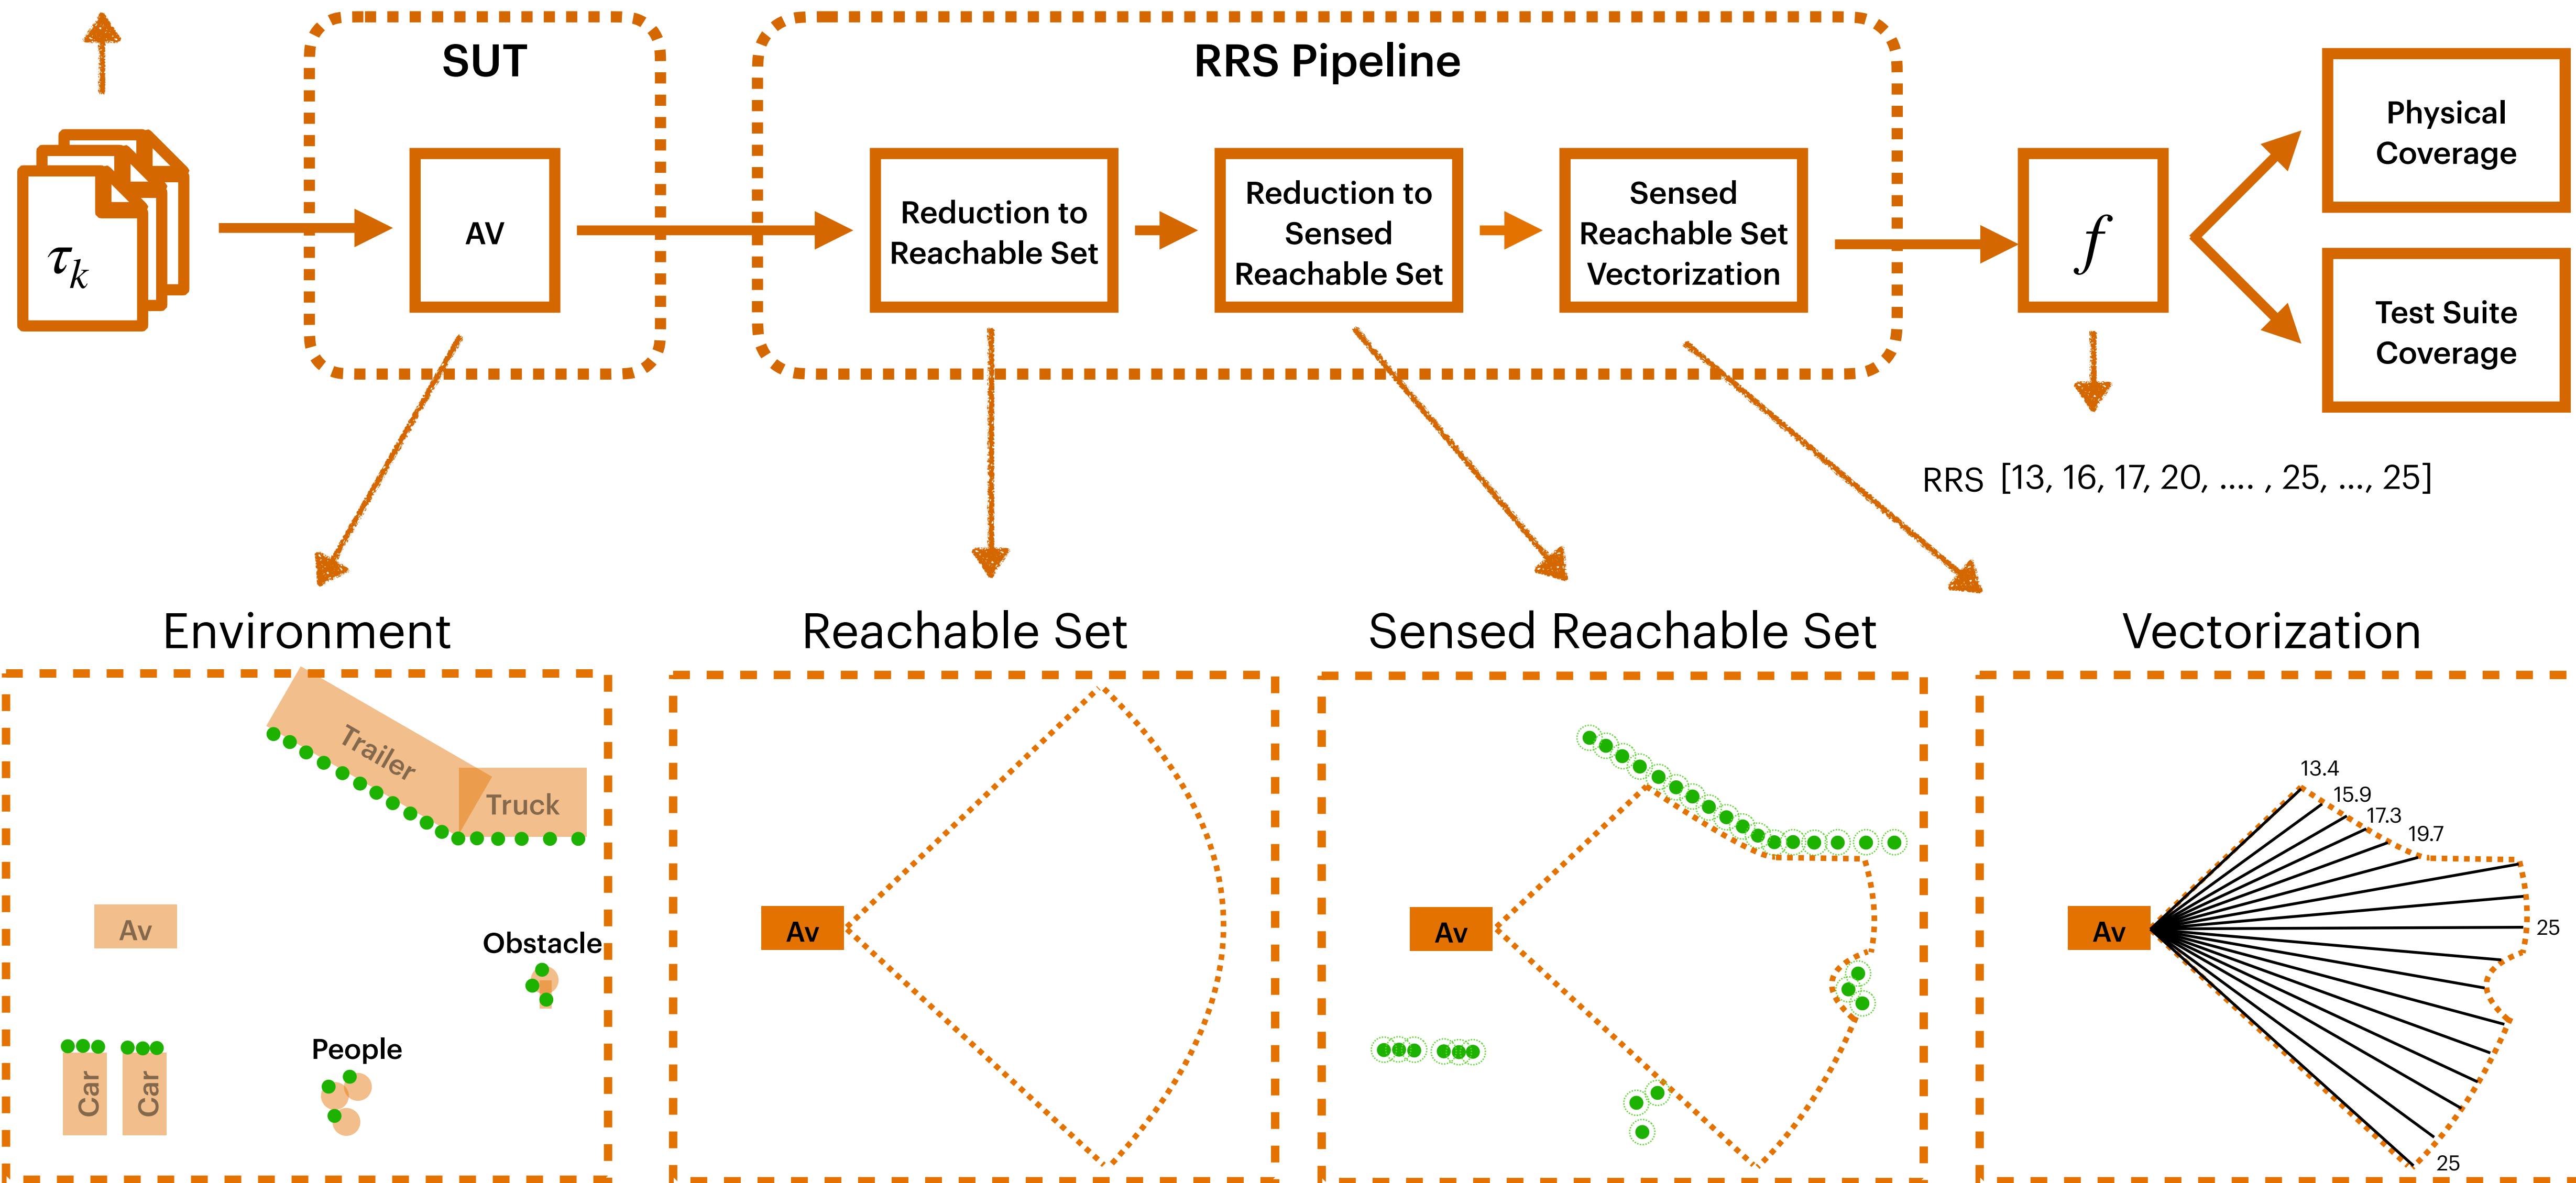 SUT
RRS Pipeline
τk
AV
Reduction to
Reachable Set
Reduction to
Sensed
Reachable Set
Sensed
Reachable Set
Vectorization
f
Physical
Coverage
Test Suite
Coverage
RRS [13, 16, 17, 20, .... , 25, ..., 25]
Environment
Reachable Set
Sensed Reachable Set
Vectorization
Trailer
Truck
Av
Obstacle
People
Car
Car
Av
Av
13.4
15.9
17.3
19.7
Av
25
25